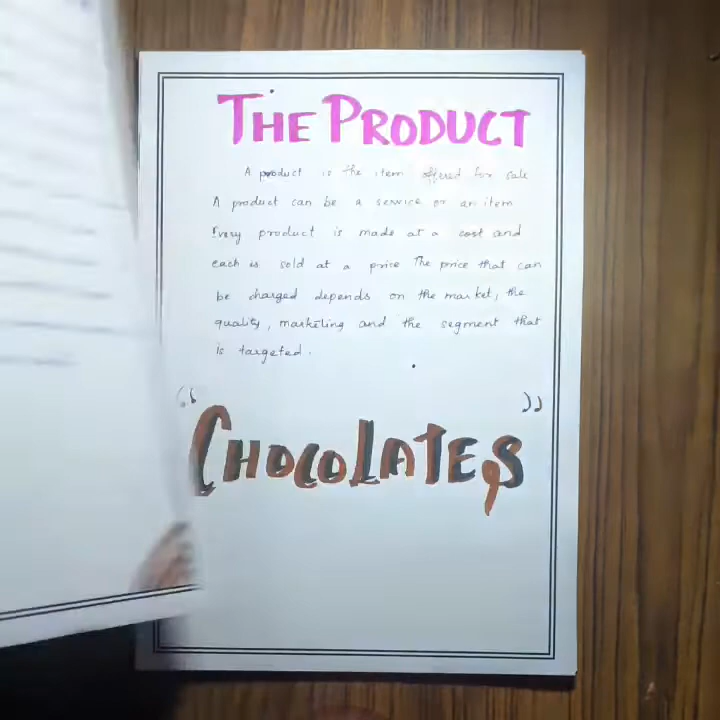 THE PRODUCT
A product is the item offered for sale
A product can be a service or an item
Every product is made at a cost and
each is sold at a price The price that can
be charged depends on the market, the
quality, marketing and the segment that
is targeted.
“ ”
CHOCOLATES